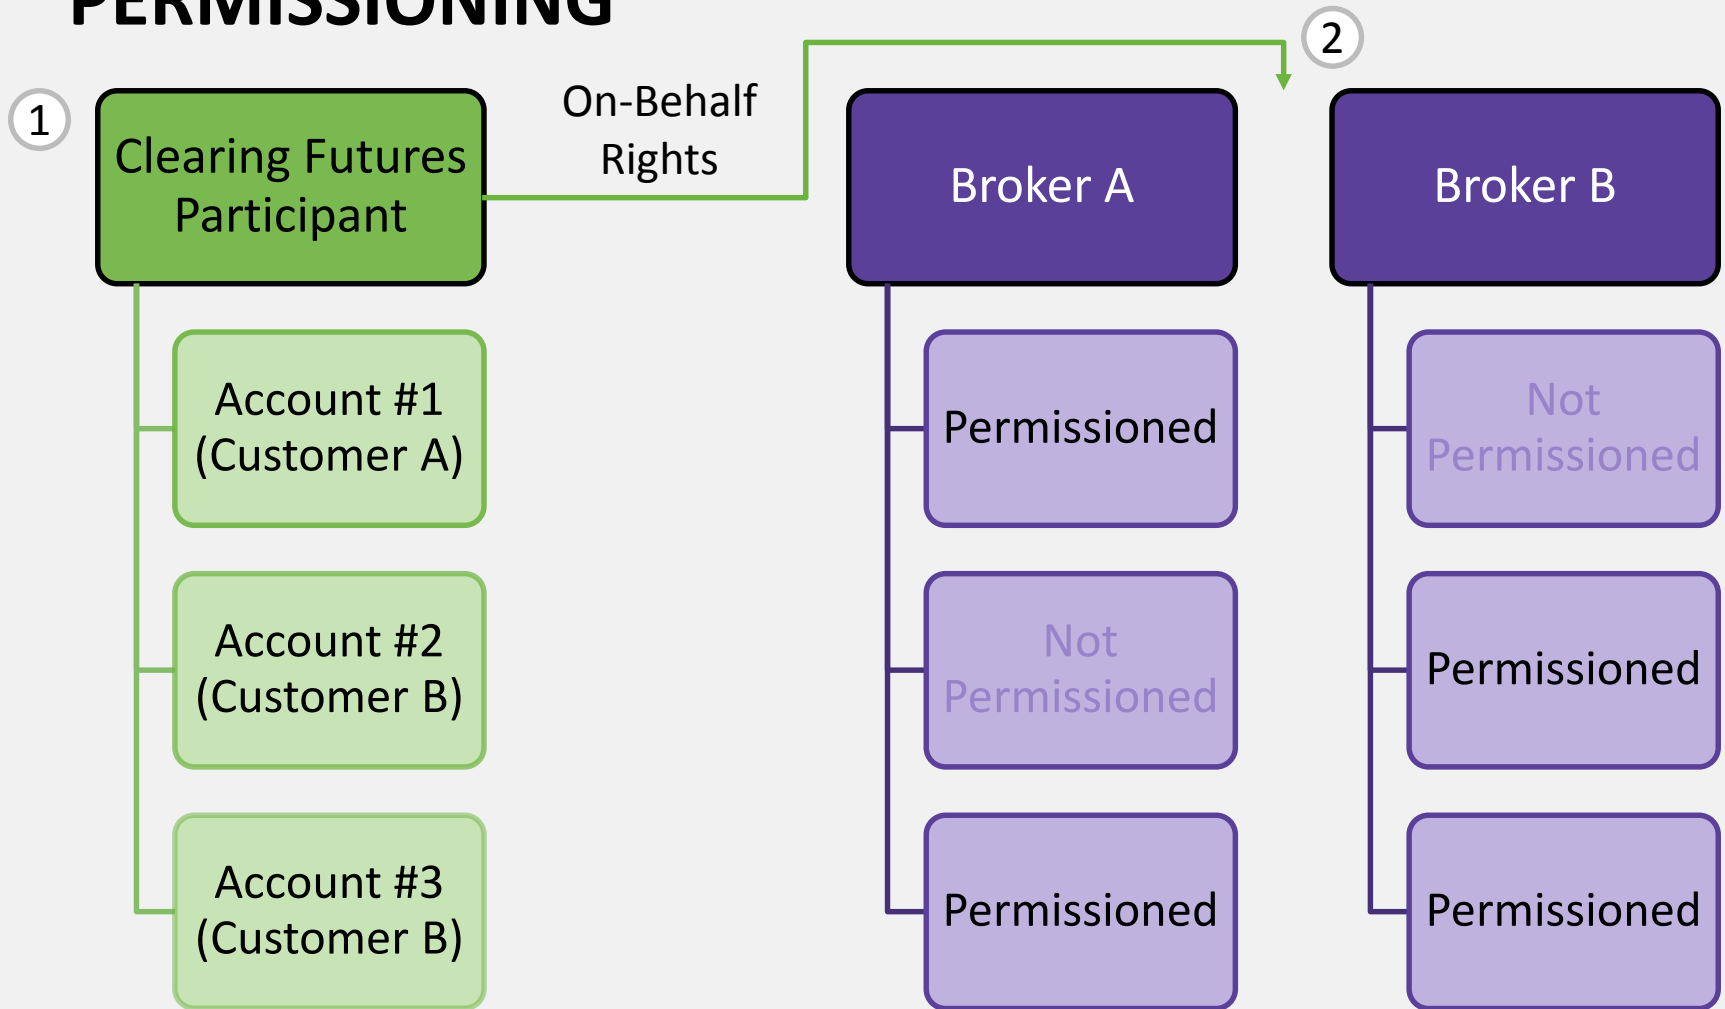 PERMISSIONING
1
Clearing Futures
Participant
On-Behalf
Rights
2
Broker A
Broker B
Account #1
(Customer A)
Permissioned
Not
Permissioned
Account #2
(Customer B)
Not
Permissioned
Permissioned
Account #3
(Customer B)
Permissioned
Permissioned